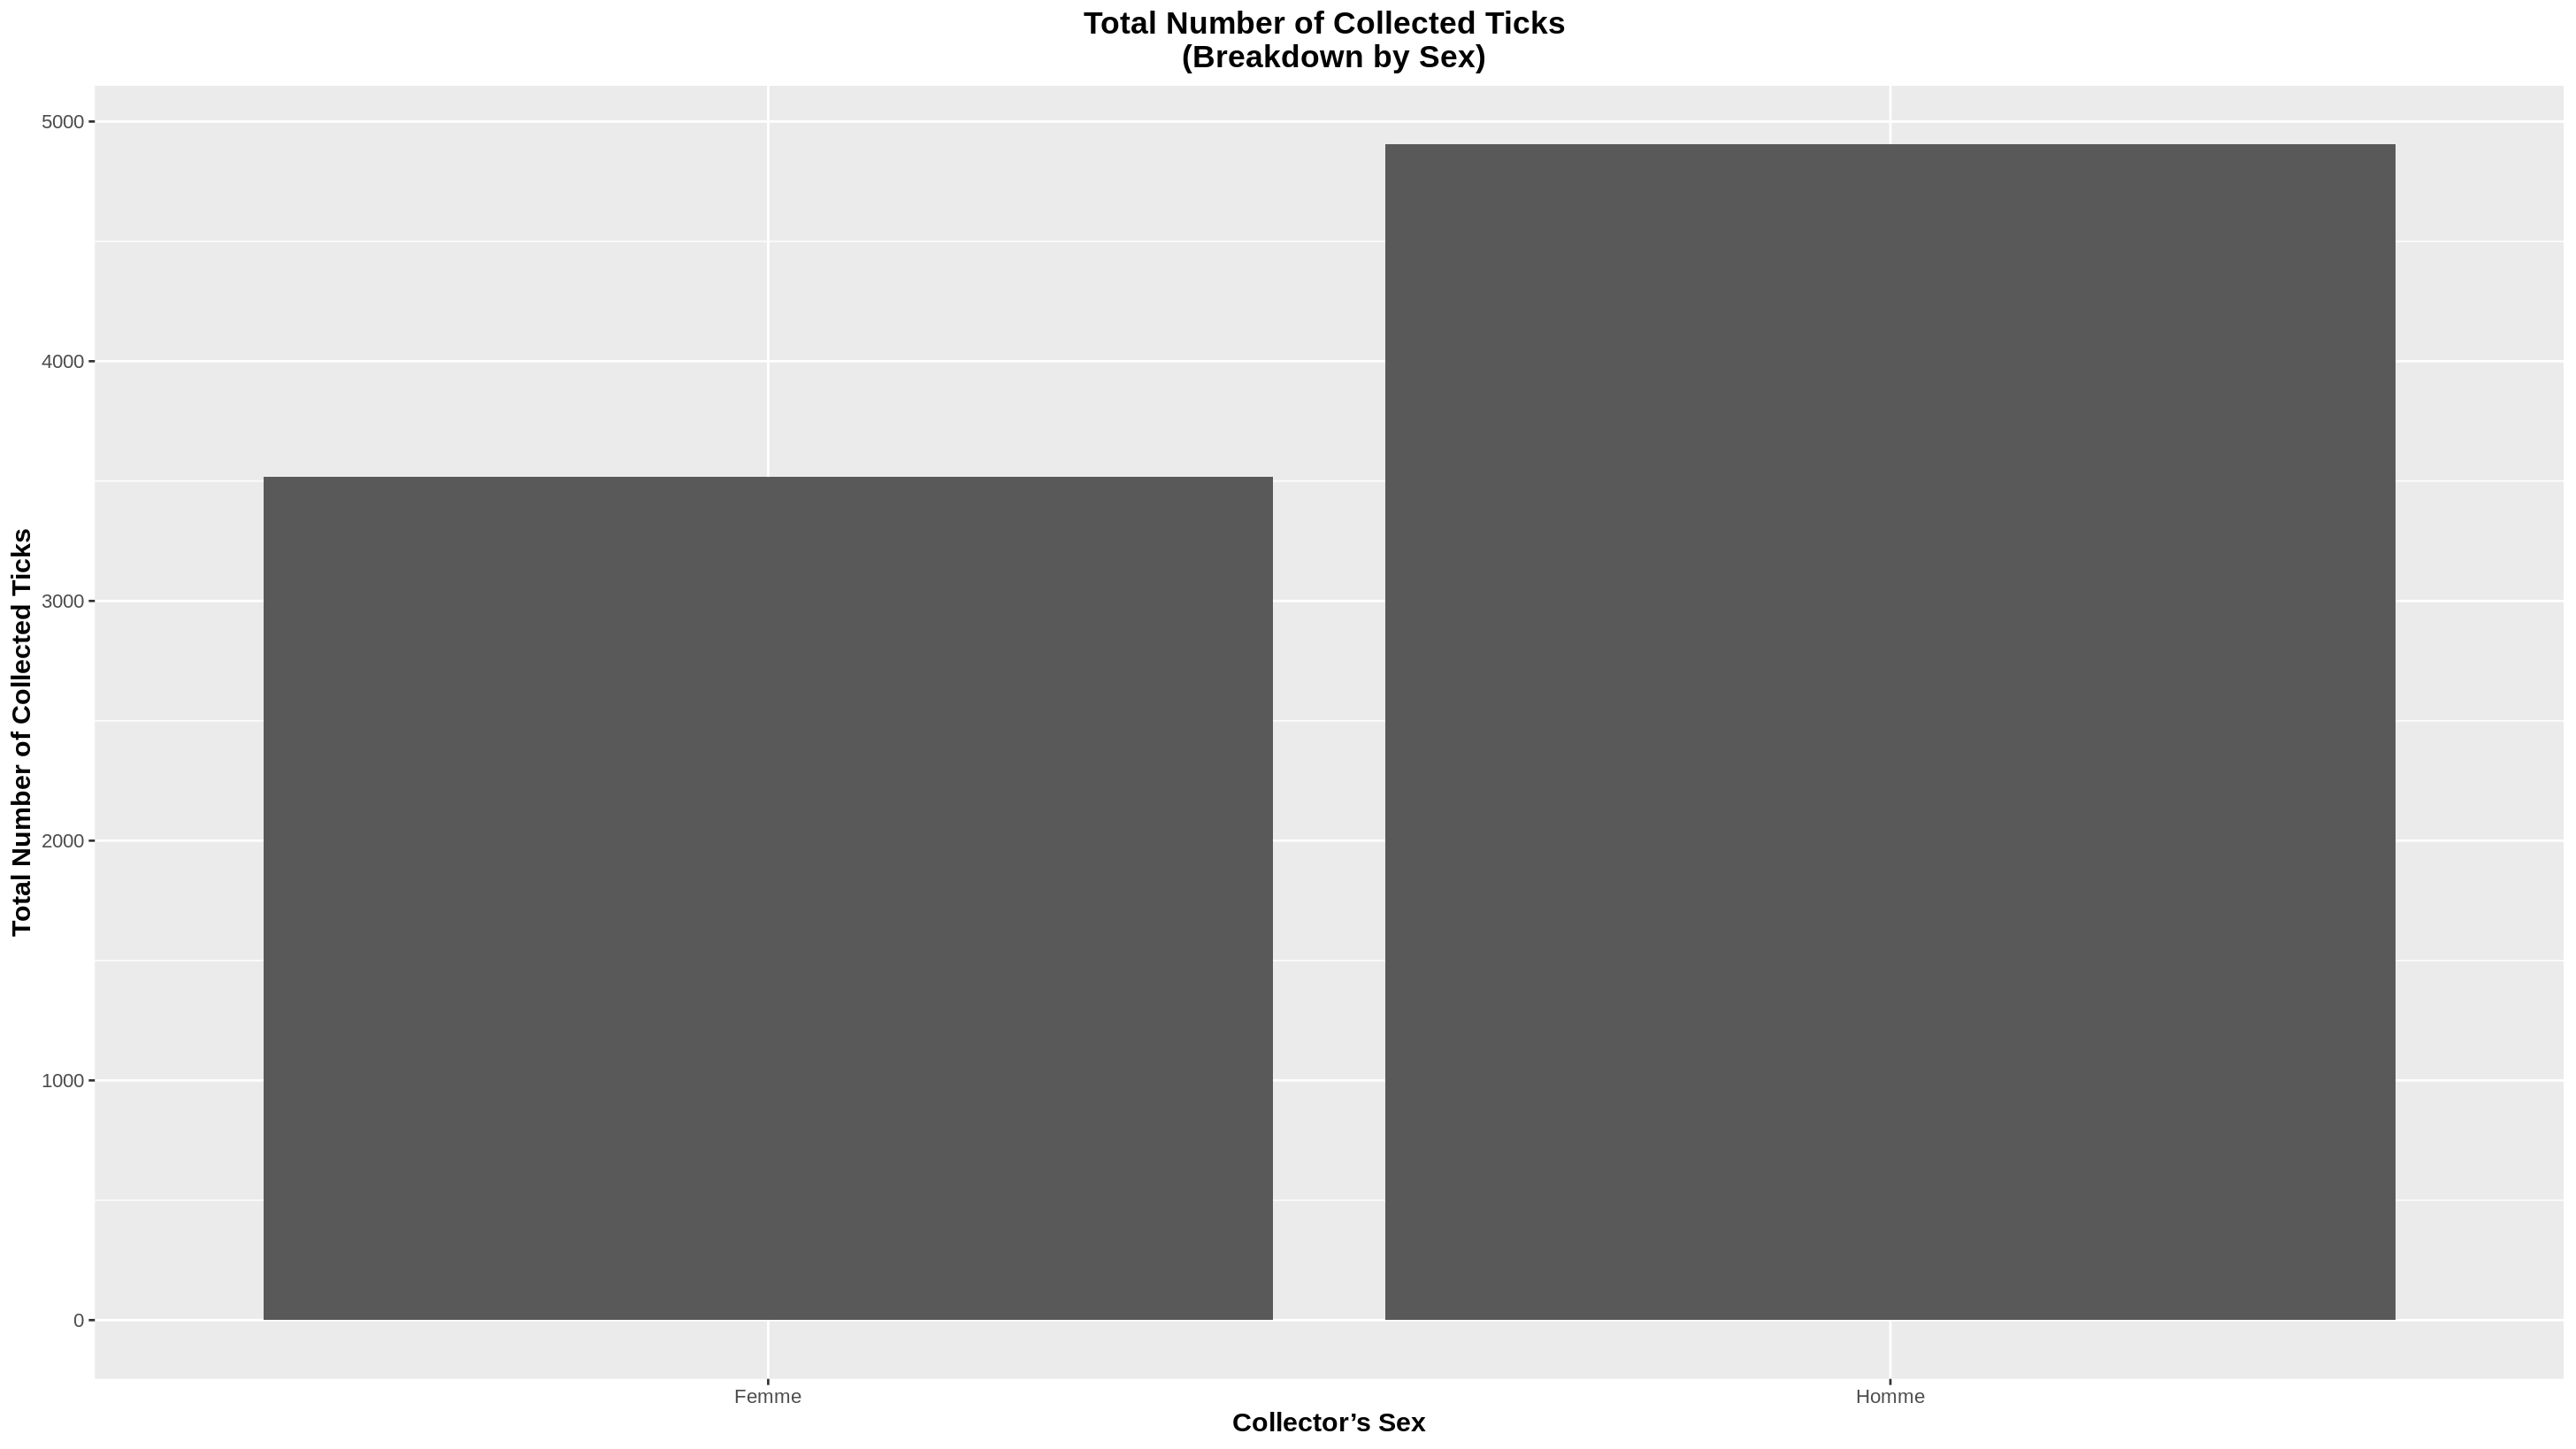 Total Number of Collected Ticks
(Breakdown by Sex)
Total Number of Collected Ticks
5000
4000
3000
2000
1000
0
Femme
Homme
Collector’s Sex